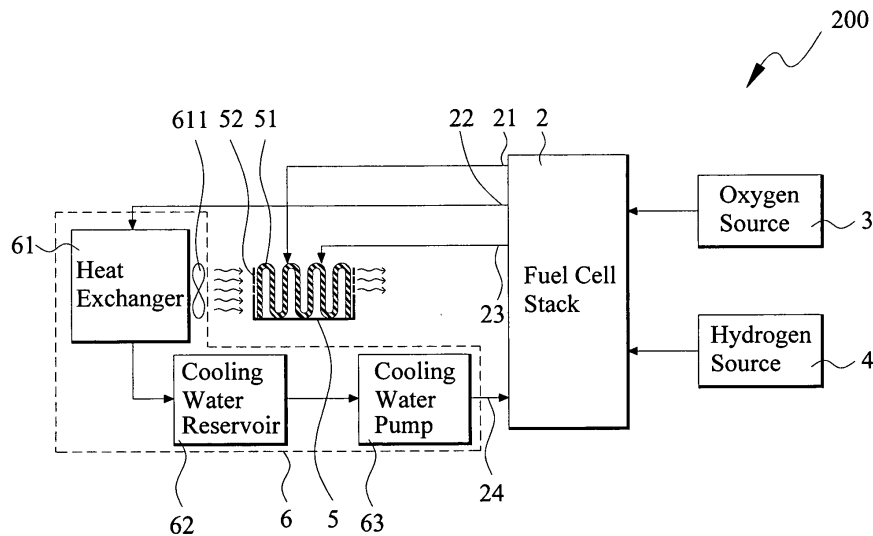 200
611 52 51 22 21 2
Oxygen
Source
3
61
Heat
Exchanger
Fuel Cell
Stack
23
Hydrogen
Source
4
Cooling
Water
Reservoir
Cooling
Water
Pump
62 6 5 63 24